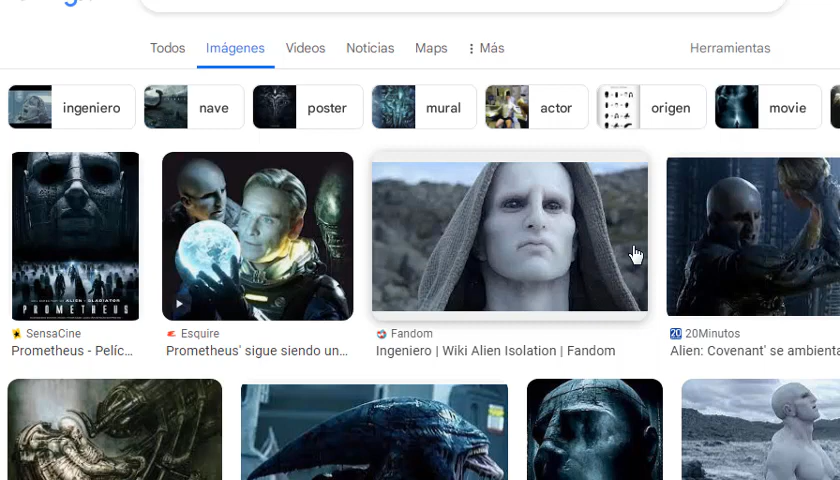 Todos Imágenes Videos Noticias Maps Más Herramientas
ingeniero nave poster mural actor origen movie
PROMETHEUS
SensaCine Esquire Fandom 20 20Minutos
Prometheus - Pelíc... Prometheus' sigue siendo un... Ingeniero | Wiki Alien Isolation | Fandom Alien: Covenant' se ambienta